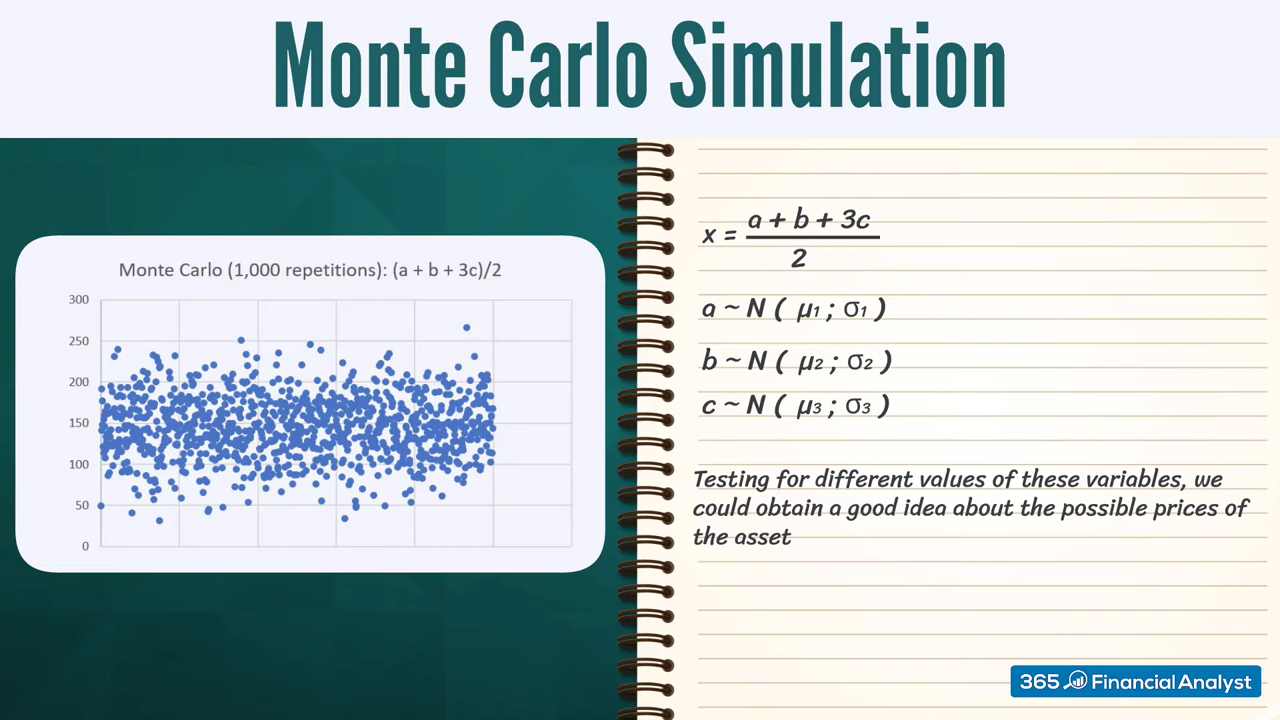 Monte Carlo Simulation
Monte Carlo (1,000 repetitions): (a + b + 3c)/2
300
250
200
150
100
50
0
x = a + b + 3c
2
a ~ N ( μ1 ; σ1 )
b ~ N ( μ2 ; σ2 )
c ~ N ( μ3 ; σ3 )
Testing for different values of these variables, we
could obtain a good idea about the possible prices of
the asset
365 Financial Analyst